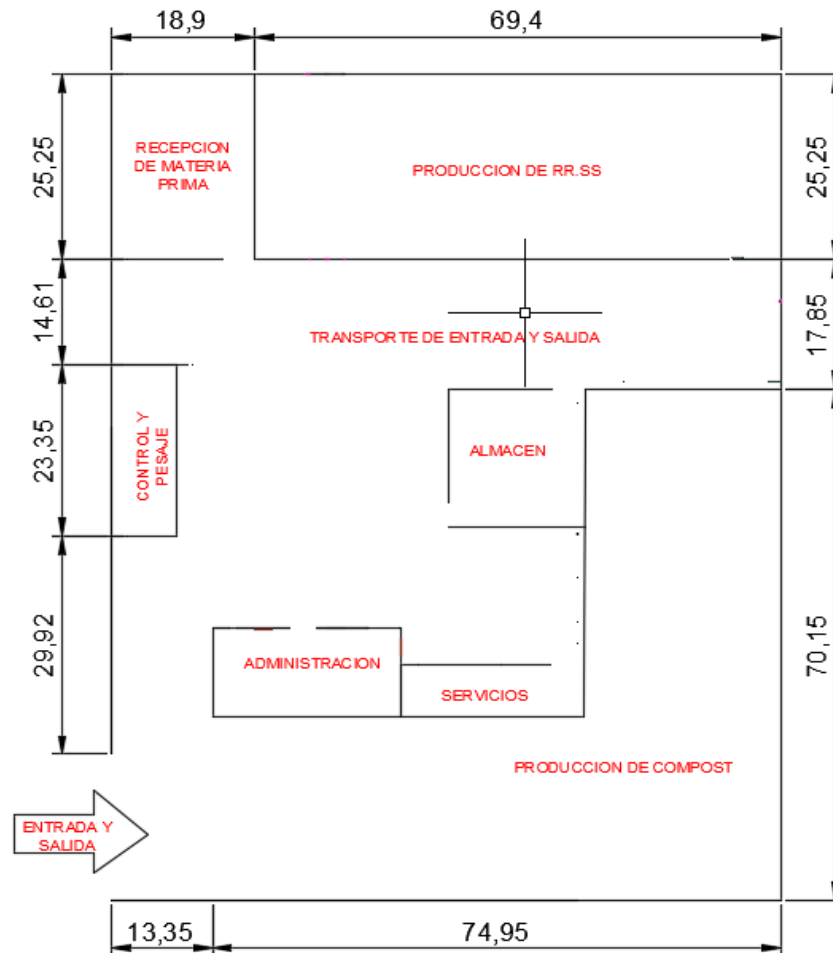 18,9
69,4
25,25
RECEPCION
DE MATERIA
PRIMA
PRODUCCION DE RR.SS
25,25
14,61
TRANSPORTE DE ENTRADA Y SALIDA
17,85
23,35
CONTROL Y
PESAJE
ALMACEN
29,92
ADMINISTRACION
SERVICIOS
70,15
PRODUCCION DE COMPOST
ENTRADA Y
SALIDA
13,35
74,95